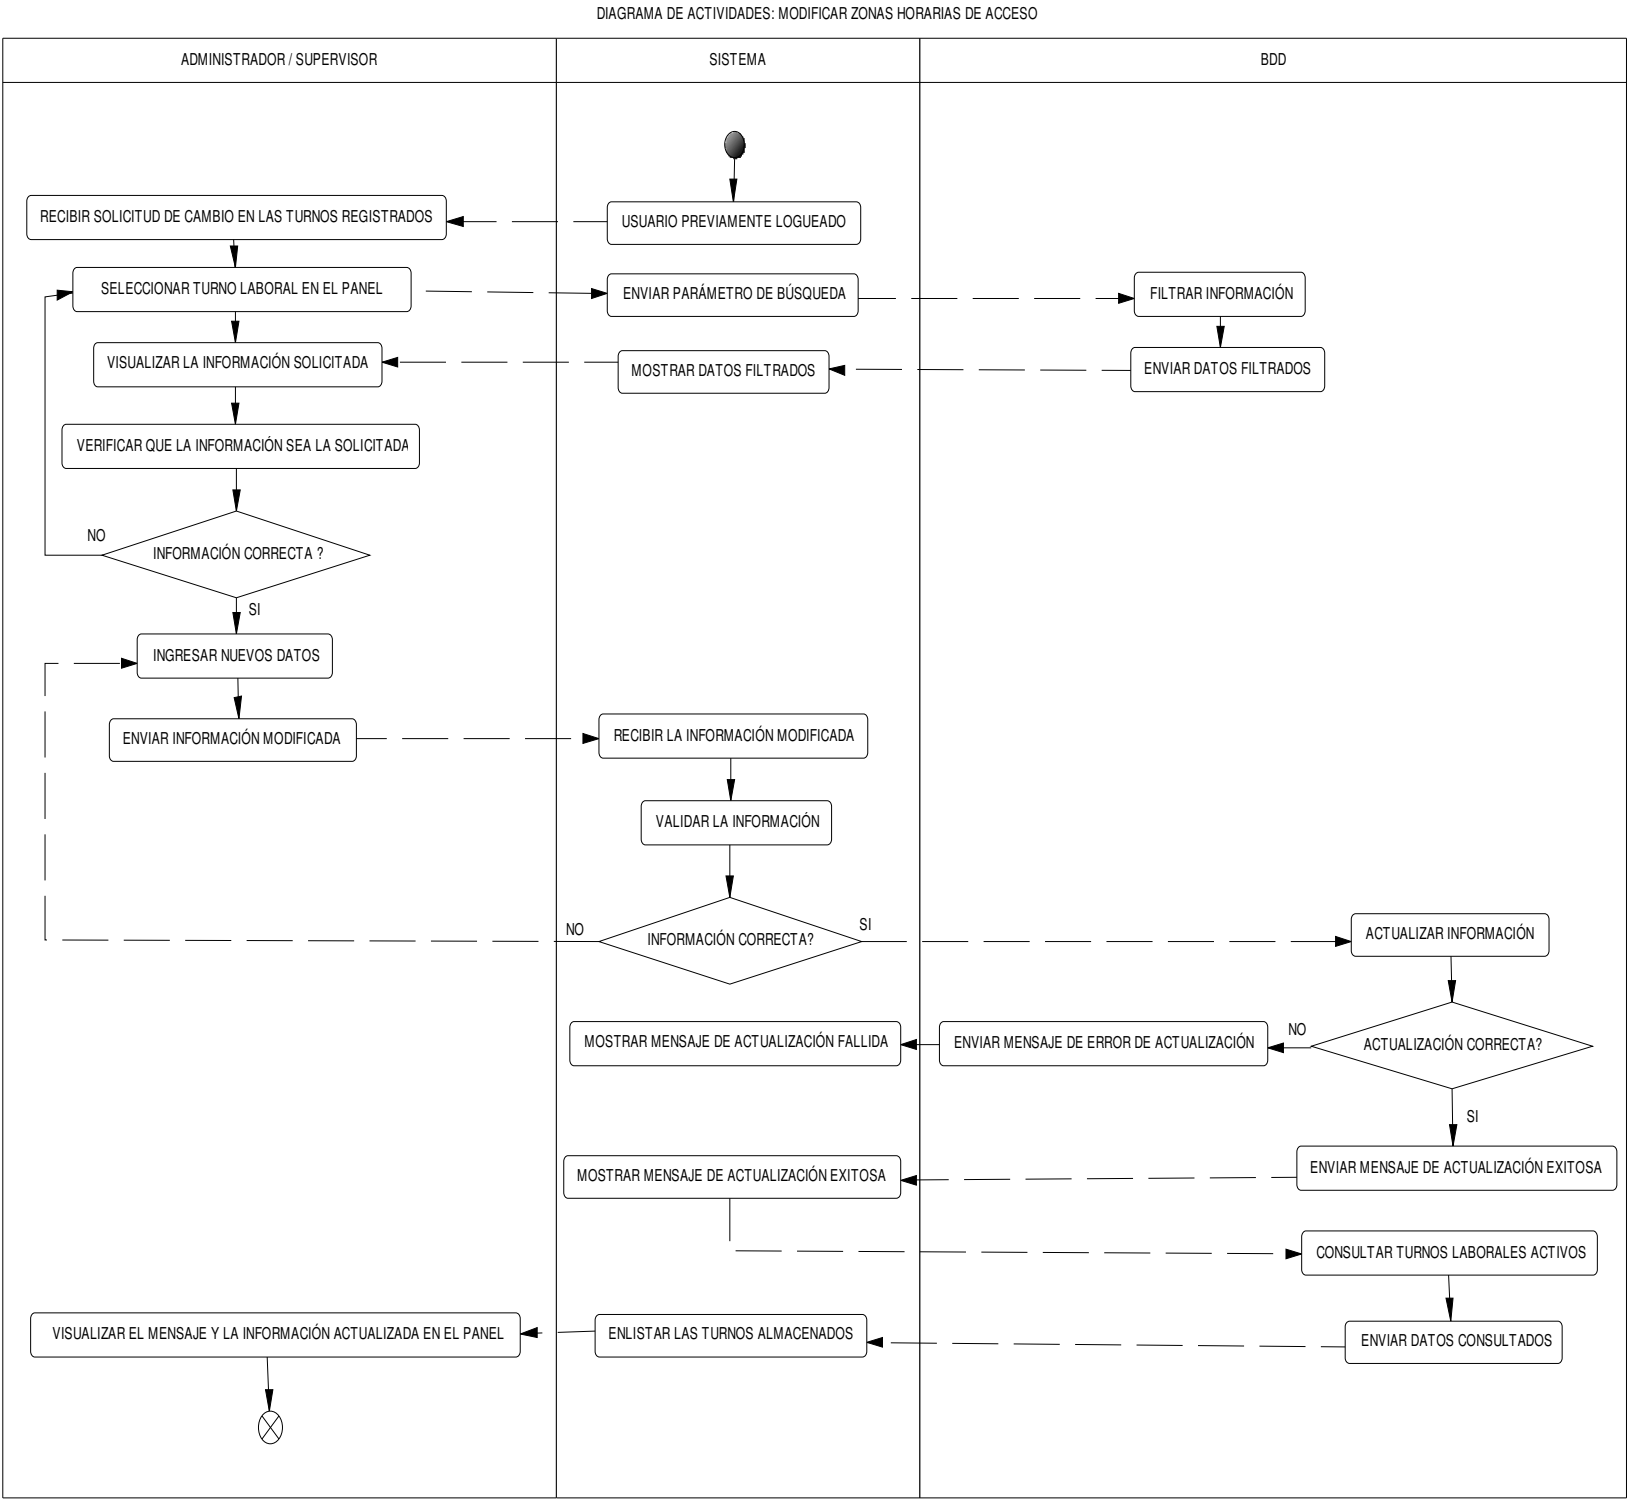 DIAGRAMA DE ACTIVIDADES: MODIFICAR ZONAS HORARIAS DE ACCESO
ADMINISTRADOR / SUPERVISOR
SISTEMA
BDD
RECIBIR SOLICITUD DE CAMBIO EN LAS TURNOS REGISTRADOS
USUARIO PREVIAMENTE LOGUEADO
SELECCIONAR TURNO LABORAL EN EL PANEL
ENVIAR PARÁMETRO DE BÚSQUEDA
FILTRAR INFORMACIÓN
VISUALIZAR LA INFORMACIÓN SOLICITADA
MOSTRAR DATOS FILTRADOS
ENVIAR DATOS FILTRADOS
VERIFICAR QUE LA INFORMACIÓN SEA LA SOLICITADA
NO
INFORMACIÓN CORRECTA ?
SI
INGRESAR NUEVOS DATOS
ENVIAR INFORMACIÓN MODIFICADA
RECIBIR LA INFORMACIÓN MODIFICADA
VALIDAR LA INFORMACIÓN
NO
INFORMACIÓN CORRECTA?
SI
ACTUALIZAR INFORMACIÓN
MOSTRAR MENSAJE DE ACTUALIZACIÓN FALLIDA
ENVIAR MENSAJE DE ERROR DE ACTUALIZACIÓN
NO
ACTUALIZACIÓN CORRECTA?
SI
MOSTRAR MENSAJE DE ACTUALIZACIÓN EXITOSA
ENVIAR MENSAJE DE ACTUALIZACIÓN EXITOSA
CONSULTAR TURNOS LABORALES ACTIVOS
VISUALIZAR EL MENSAJE Y LA INFORMACIÓN ACTUALIZADA EN EL PANEL
ENLISTAR LAS TURNOS ALMACENADOS
ENVIAR DATOS CONSULTADOS